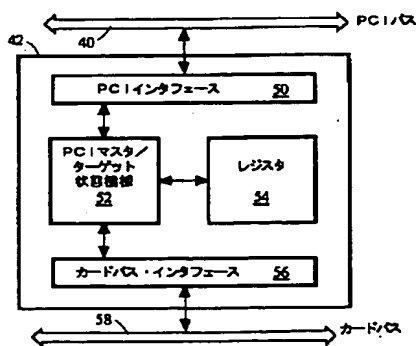 PCIバス
42
40
PCIインタフェース 50
PCIマスタ/
ターゲット
状態機械
52
レジスタ
54
カードバス・インタフェース 56
58
カードバス